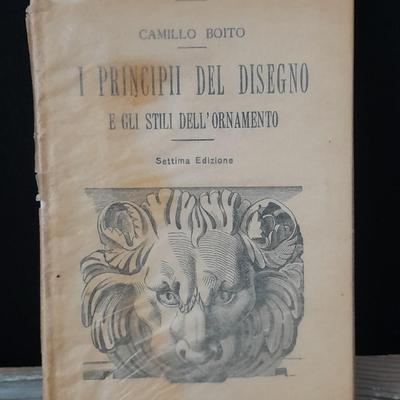 CAMILLO BOITO
I PRINCIPII DEL DISEGNO
E GLI STILI DELL'ORNAMENTO
Settima Edizione